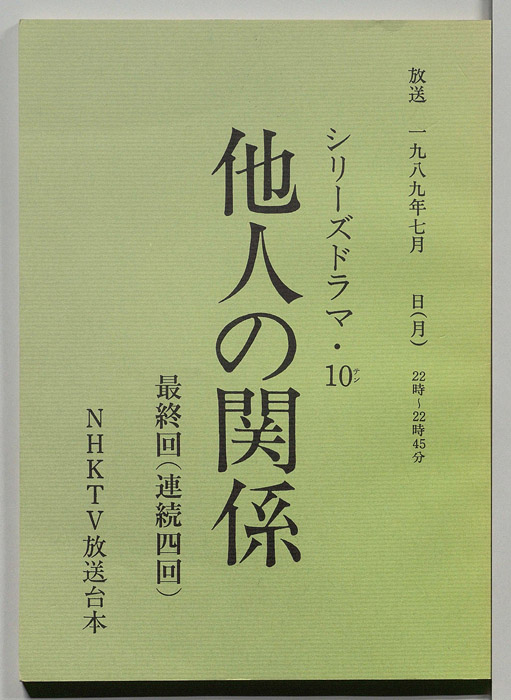 放送　一九八九年七月　　日（月）　22時～22時45分
シリーズドラマ・10テン
他人の関係
最終回（連続四回）
ＮＨＫＴＶ放送台本